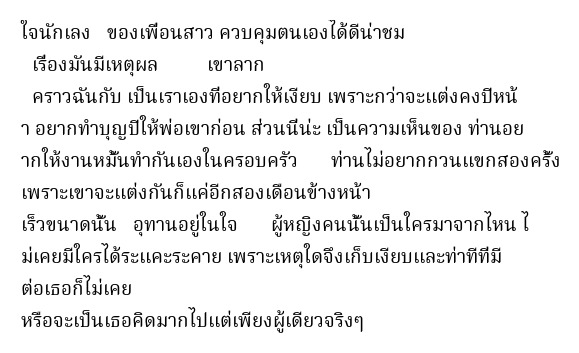 ใจนักเลง ของเพื่อนสาว ควบคุมตนเองได้ดีน่าชม
เรื่องมันมีเหตุผล เขาลาก
คราวฉันกับ เป็นเราเองที่อยากให้เงียบ เพราะกว่าจะแต่งคงปีหน้
า อยากทำบุญปีให้พ่อเขาก่อน ส่วนนี่น่ะ เป็นความเห็นของ ท่านอย
ากให้งานหมั้นทำกันเองในครอบครัว ท่านไม่อยากกวนแขกสองครั้ง
เพราะเขาจะแต่งกันก็แค่อีกสองเดือนข้างหน้า
เร็วขนาดนั้น อุทานอยู่ในใจ ผู้หญิงคนนั้นเป็นใครมาจากไหน ไ
ม่เคยมีใครได้ระแคะระคาย เพราะเหตุใดจึงเก็บเงียบและท่าทีที่มี
ต่อเธอก็ไม่เคย
หรือจะเป็นเธอคิดมากไปแต่เพียงผู้เดียวจริงๆ